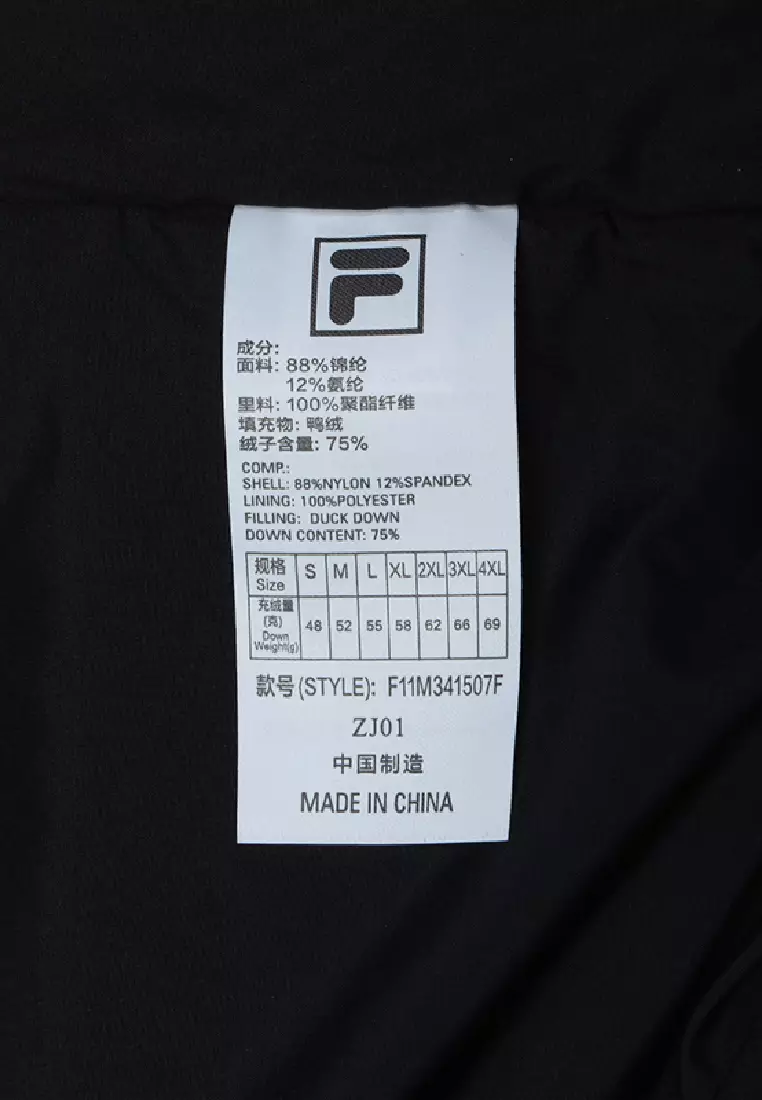 F
成分:
面料: 88%锦纶
12%氨纶
里料: 100%聚酯纤维
填充物: 鸭绒
绒子含量: 75%
COMP.:
SHELL: 88%NYLON 12%SPANDEX
LINING: 100%POLYESTER
FILLING: DUCK DOWN
DOWN CONTENT: 75%
规格 Size S M L XL 2XL 3XL 4XL
充绒量(克) Down Weight(g) 48 52 55 58 62 66 69
款号(STYLE): F11M341507F
ZJ01
中国制造
MADE IN CHINA